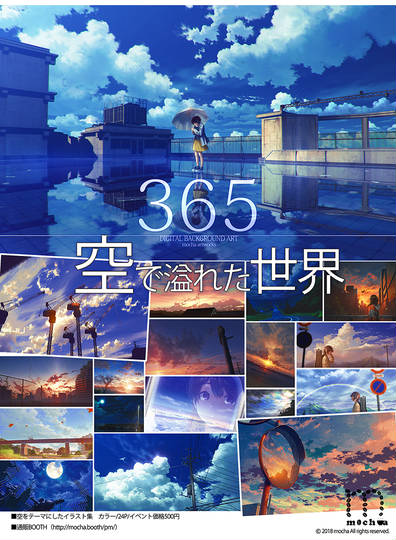 365
DIGITAL BACKGROUND ART
mocha artworks
空で溢れた世界
■空をテーマにしたイラスト集　カラー/24P/イベント価格500円
■通販BOOTH（http://mocha.booth/pm/）
m
mocha
© 2018 mocha All rights reserved.